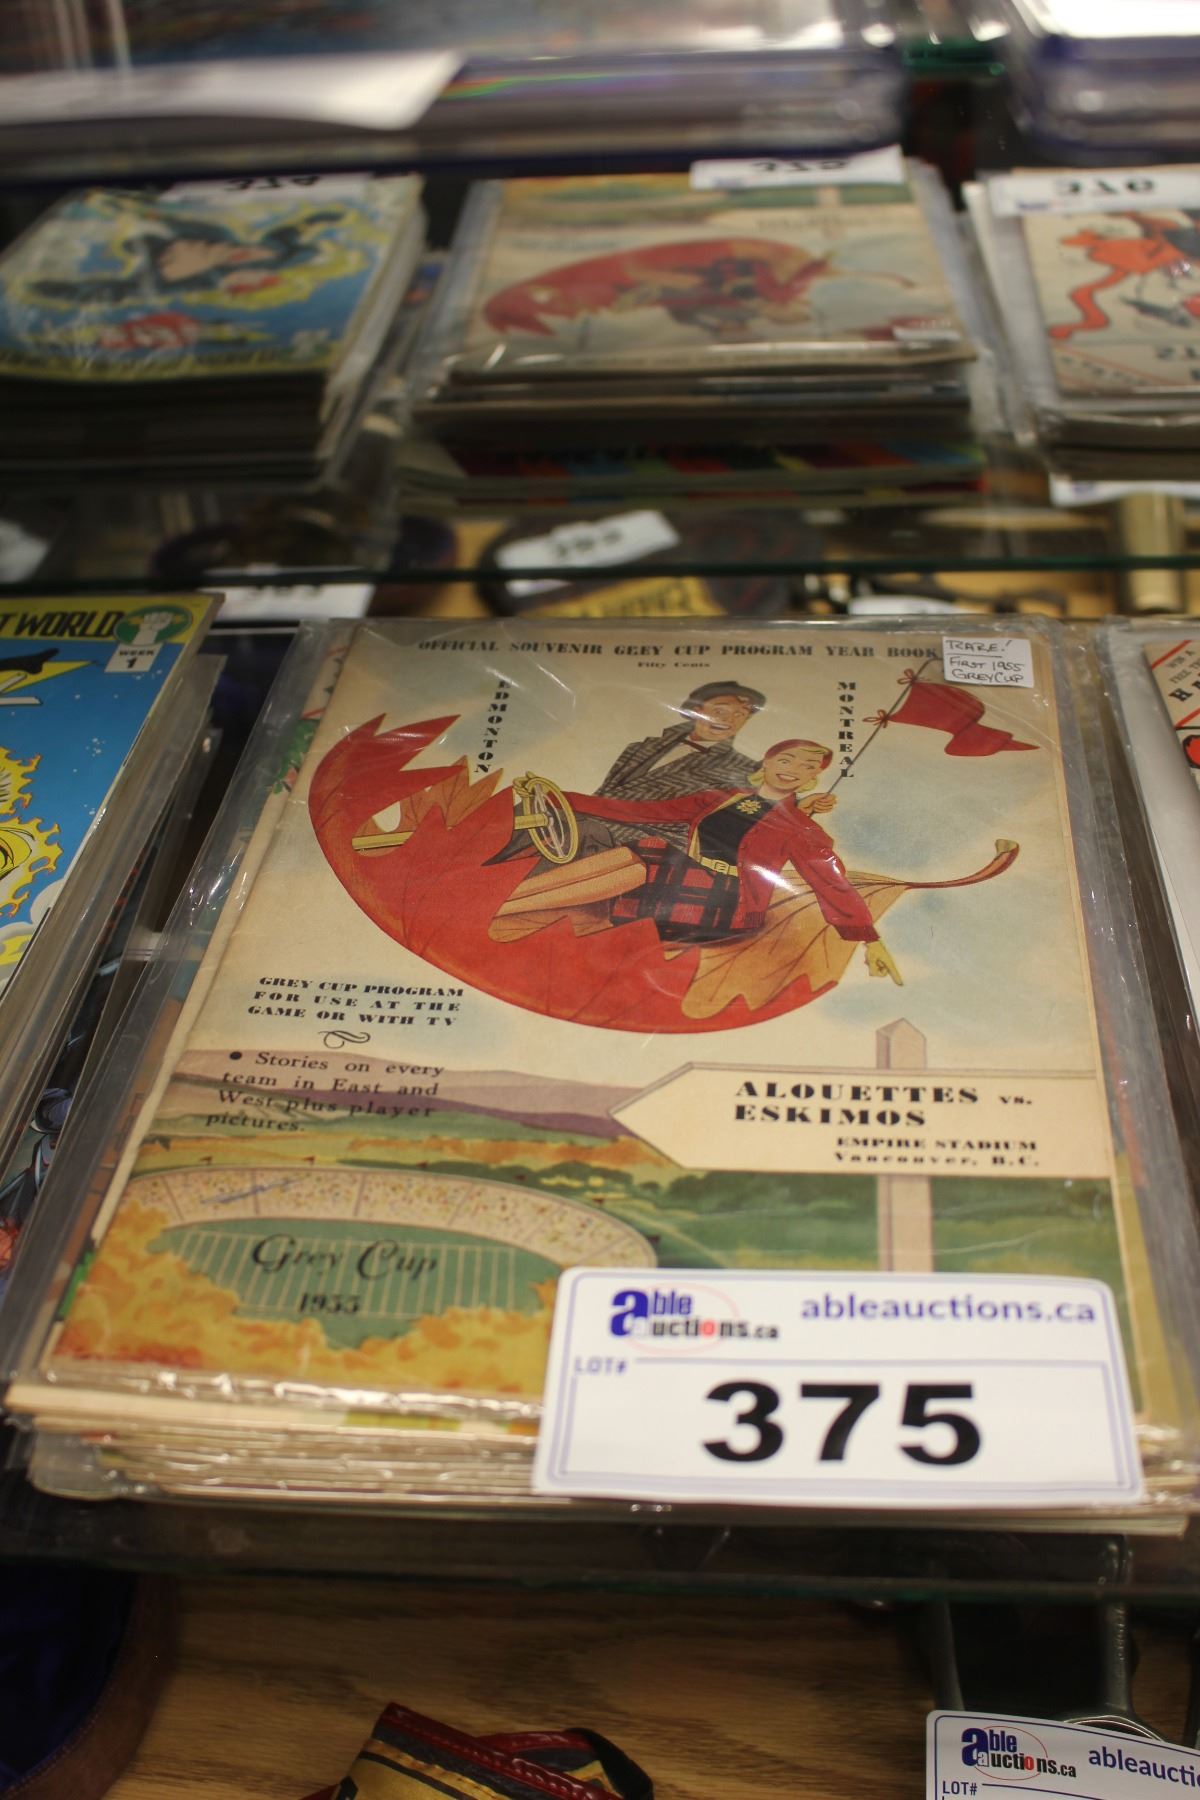 T WORLD
WEEK
1
OFFICIAL SOUVENIR GREY CUP PROGRAM YEAR BOOK
Fifty Cents
RARE!
FIRST 1955
GREY CUP
EDMONTON
MONTREAL
GREY CUP PROGRAM
FOR USE AT THE
GAME OR WITH TV
• Stories on every
team in East and
West plus player
pictures.
ALOUETTES vs.
ESKIMOS
EMPIRE STADIUM
Vancouver, B.C.
Grey Cup
1955
able auctions.ca
ableauctions.ca
LOT#
375
able auctions.ca
ableaucti
LOT#